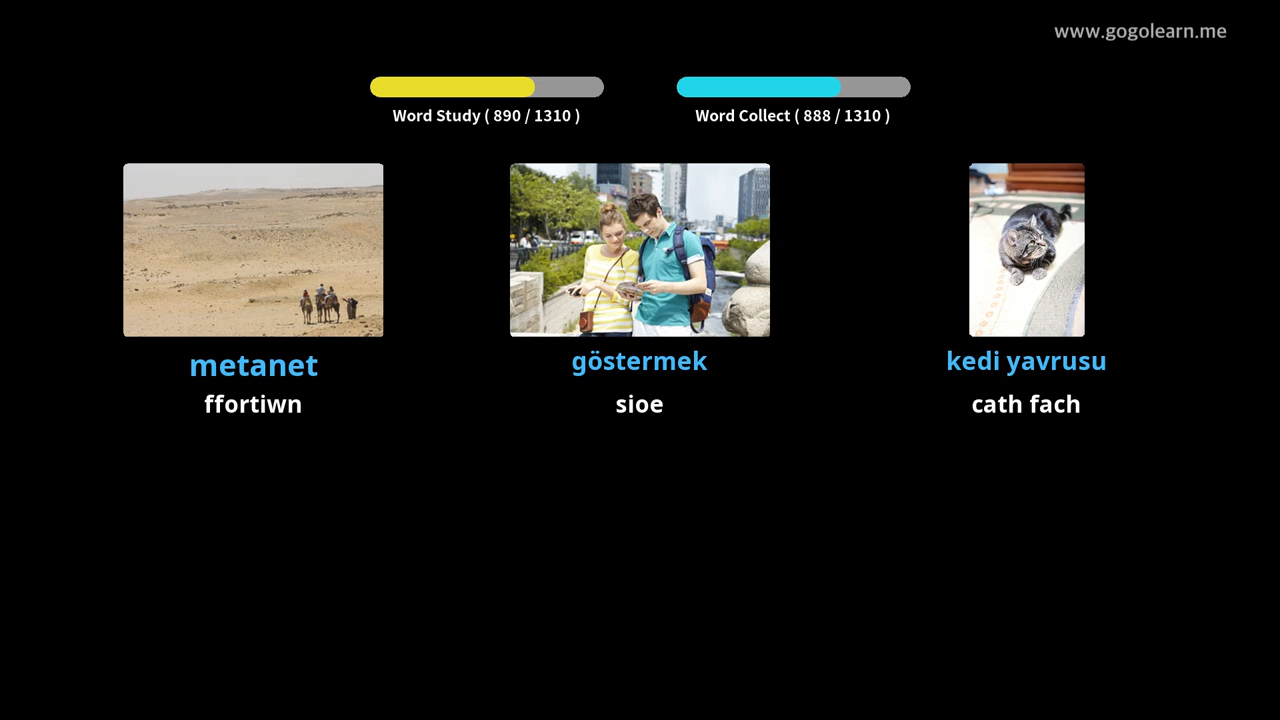 www.gogolearn.me
Word Study ( 890 / 1310 )
Word Collect ( 888 / 1310 )
metanet
göstermek
kedi yavrusu
ffortiwn
sioe
cath fach